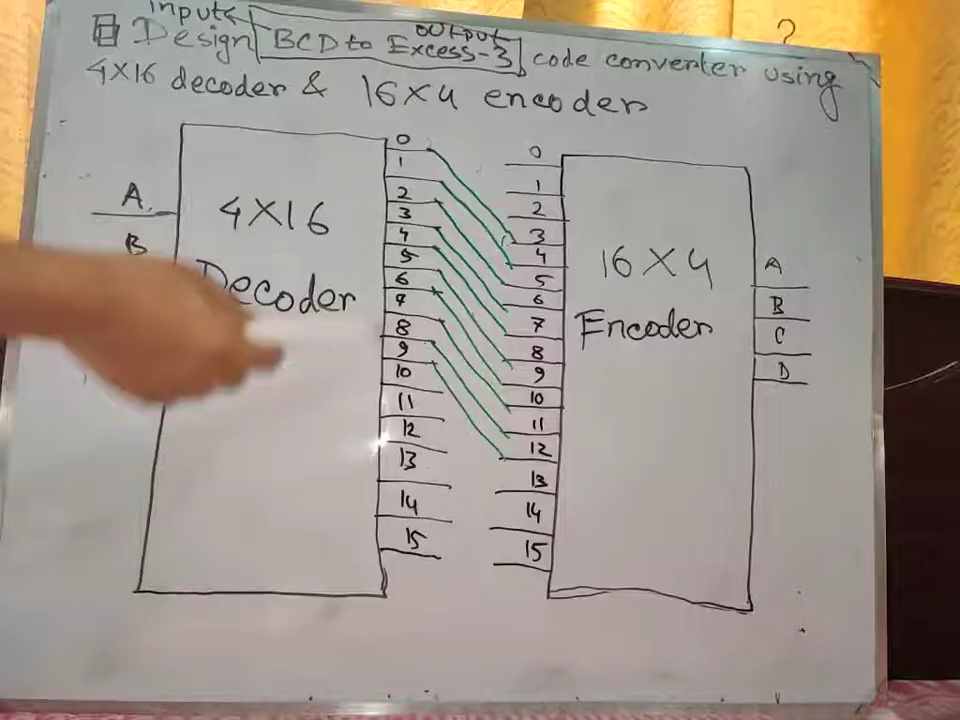 Inputs
output
Design BCD to Excess-3 code converter using
?
4X16 decoder & 16X4 encoder
A
B
4X16
Decoder
0
1
2
3
4
5
6
7
8
9
10
11
12
13
14
15
0
1
2
3
4
5
6
7
8
9
10
11
12
13
14
15
16X4
Encoder
A
B
C
D